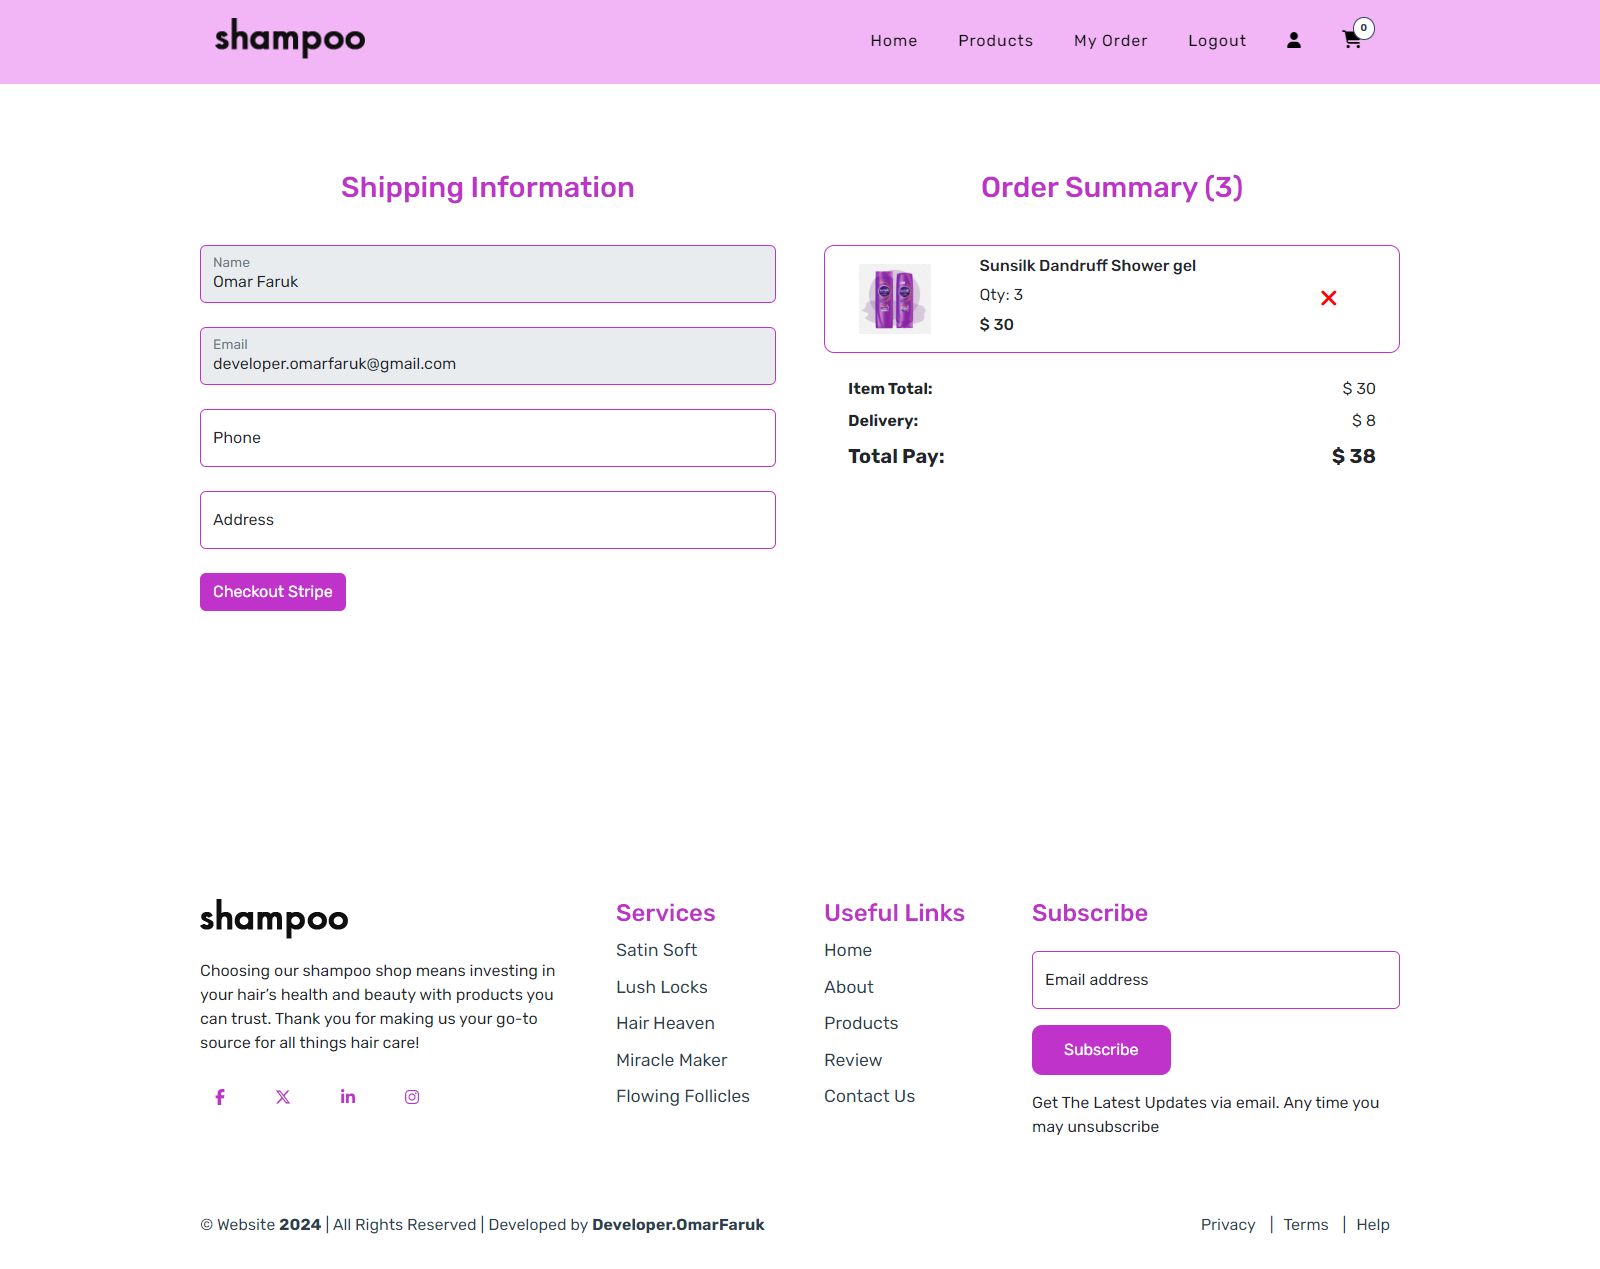 shampoo
Home Products My Order Logout 0
Shipping Information
Name
Omar Faruk
Email
developer.omarfaruk@gmail.com
Phone
Address
Checkout Stripe
Order Summary (3)
Sunsilk Dandruff Shower gel
Qty: 3
$ 30
Item Total: $ 30
Delivery: $ 8
Total Pay: $ 38
shampoo
Choosing our shampoo shop means investing in
your hair’s health and beauty with products you
can trust. Thank you for making us your go-to
source for all things hair care!
Services
Satin Soft
Lush Locks
Hair Heaven
Miracle Maker
Flowing Follicles
Useful Links
Home
About
Products
Review
Contact Us
Subscribe
Email address
Subscribe
Get The Latest Updates via email. Any time you
may unsubscribe
© Website 2024 | All Rights Reserved | Developed by Developer.OmarFaruk
Privacy | Terms | Help